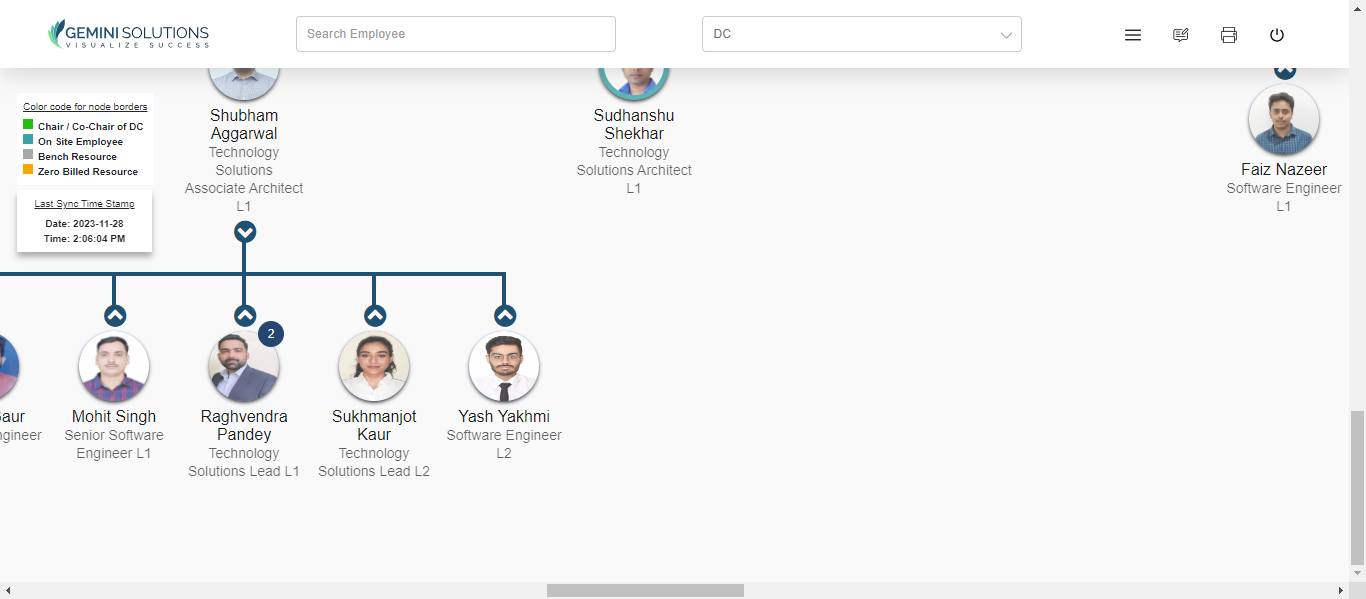 GEMINI SOLUTIONS
VISUALIZE SUCCESS
Search Employee
DC
Color code for node borders
Chair / Co-Chair of DC
On Site Employee
Bench Resource
Zero Billed Resource
Last Sync Time Stamp
Date: 2023-11-28
Time: 2:06:04 PM
Shubham
Aggarwal
Technology
Solutions
Associate Architect
L1
Sudhanshu
Shekhar
Technology
Solutions Architect
L1
Faiz Nazeer
Software Engineer
L1
Mohit Singh
Senior Software
Engineer L1
2
Raghvendra
Pandey
Technology
Solutions Lead L1
Sukhmanjot
Kaur
Technology
Solutions Lead L2
Yash Yakhmi
Software Engineer
L2